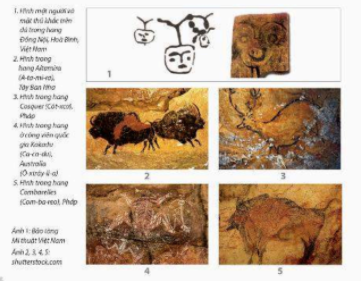 1. Hình mặt người có
mặt thú khắc trên
đá trong hang
Đồng Nội, Hoà Bình,
Việt Nam
2. Hình trong
hang Altamira
(A-ta-mi-ra),
Tây Ban Nha
3. Hình trong hang
Cosquer
Pháp
4. Hình trong hang
ở công viên quốc
gia Kakadu
(Ca-ca-đu),
Australia
(Ô-xtrây-li-a)
5. Hình trong hang
Combarelles
(Com-ba-rea), Pháp
Ảnh 1: Bảo tàng
Mĩ thuật Việt Nam
Ảnh 2, 3, 4, 5:
shutterstock.com
1
2
3
4
5